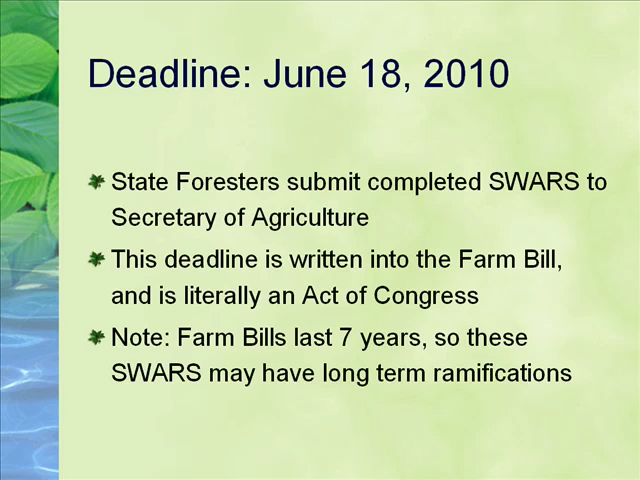 Deadline: June 18, 2010
State Foresters submit completed SWARS to
Secretary of Agriculture
This deadline is written into the Farm Bill,
and is literally an Act of Congress
Note: Farm Bills last 7 years, so these
SWARS may have long term ramifications